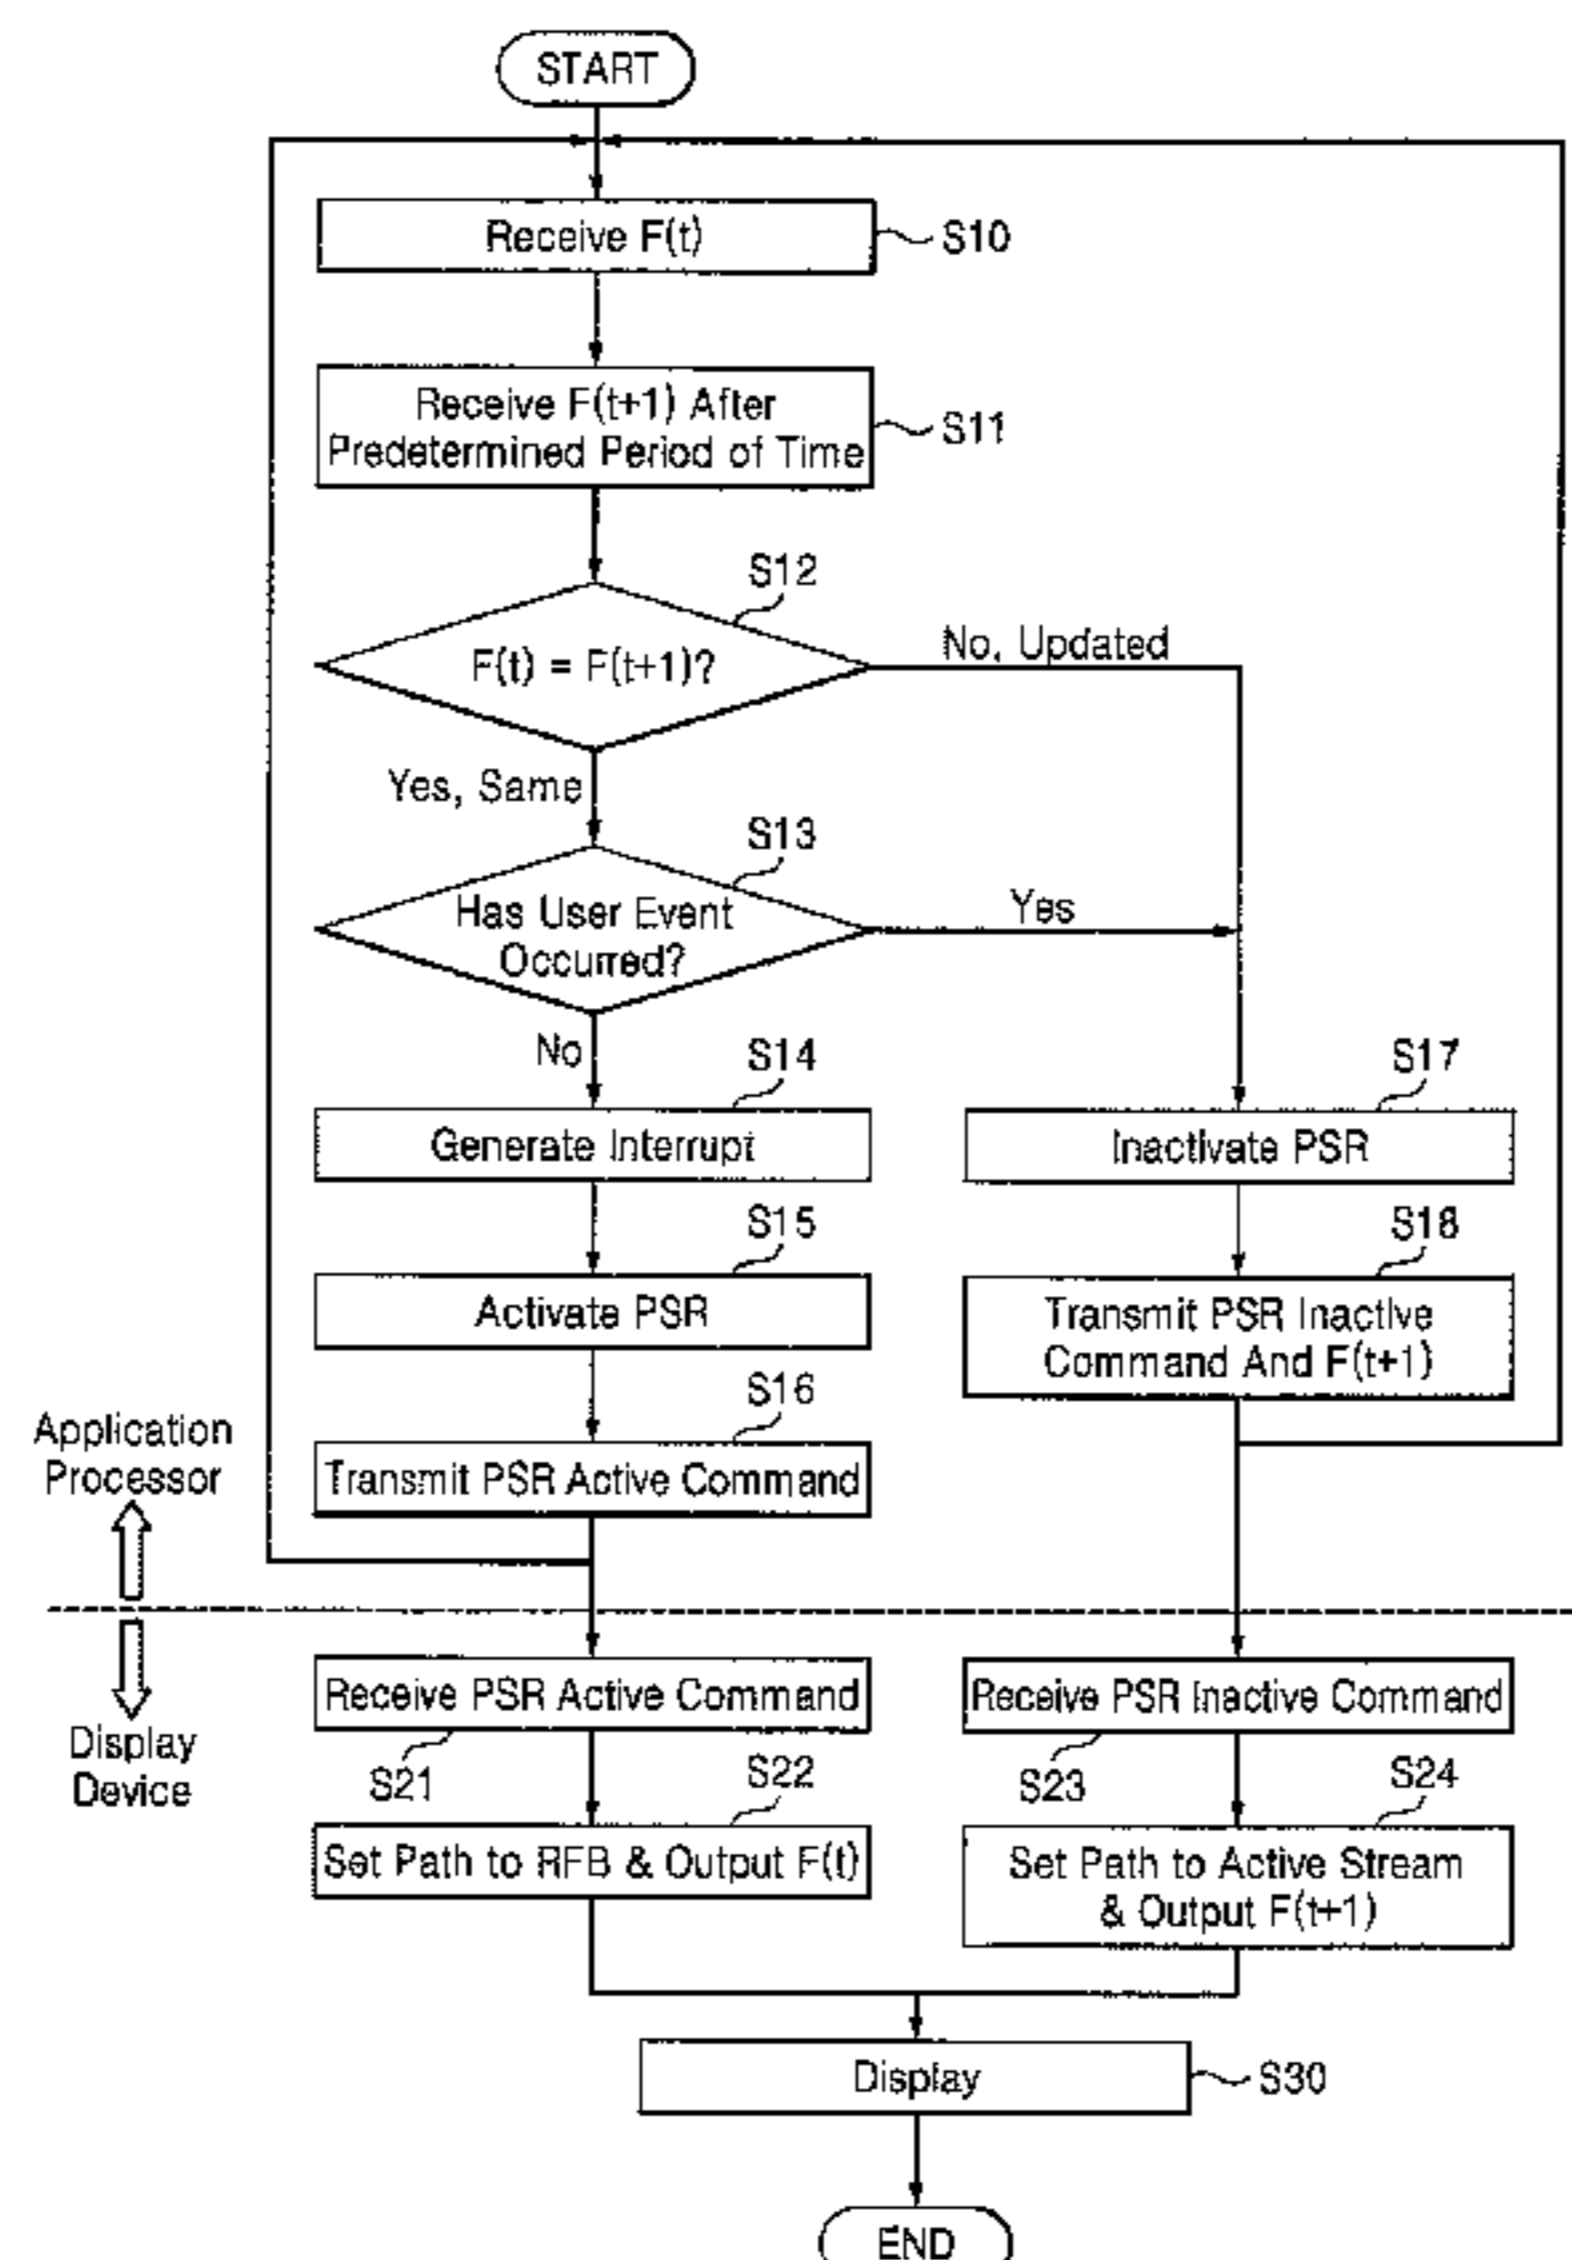 START
Receive F(t)
S10
Receive F(t+1) After
Predetermined Period of Time
S11
S12
F(t) = F(t+1)?
No, Updated
Yes, Same
S13
Has User Event
Occurred?
Yes
No
S14
Generate Interrupt
S17
Inactivate PSR
S15
Activate PSR
S18
Transmit PSR Inactive
Command And F(t+1)
S16
Transmit PSR Active Command
Application
Processor
Display
Device
Receive PSR Active Command
S21
Receive PSR Inactive Command
S23
S22
Set Path to RFB & Output F(t)
S24
Set Path to Active Stream
& Output F(t+1)
Display
S30
END